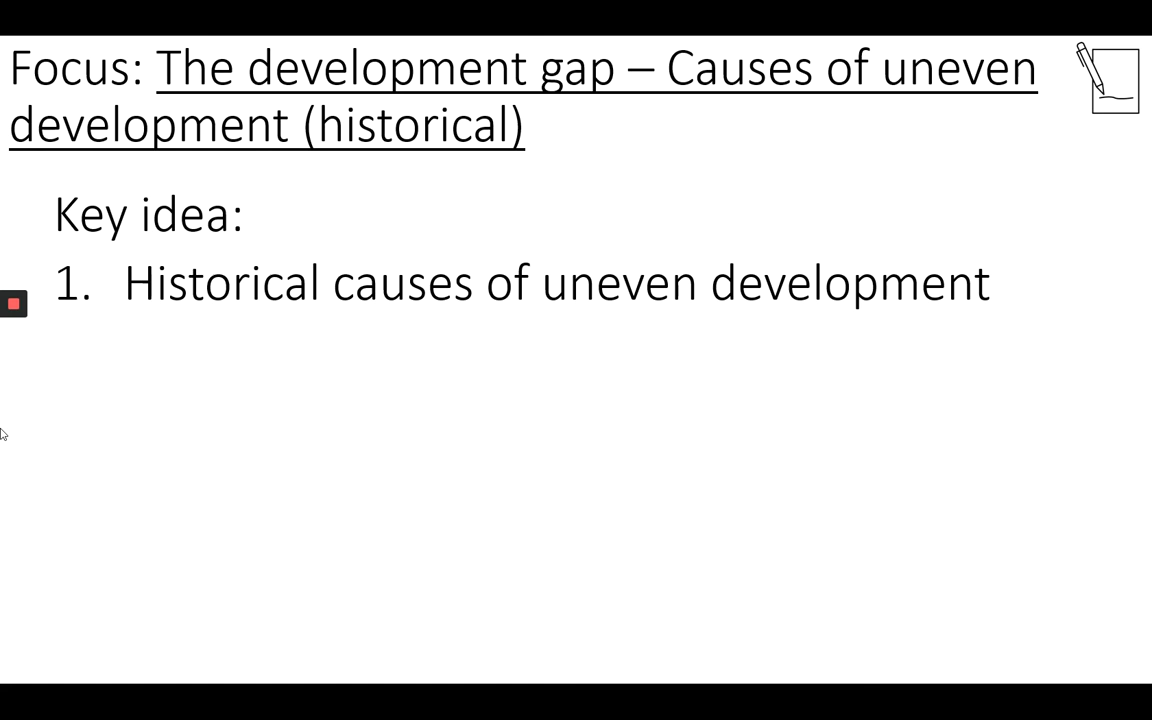 Focus: The development gap – Causes of uneven
development (historical)
Key idea:
1. Historical causes of uneven development